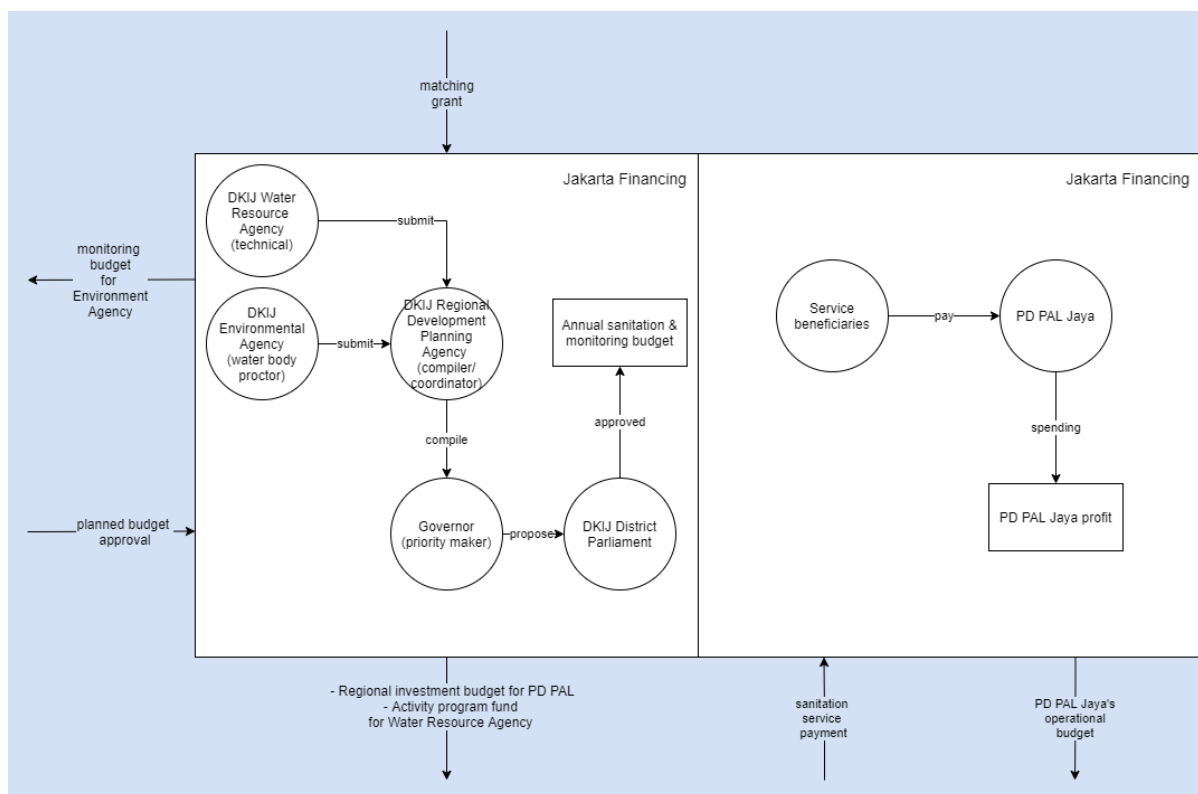 matching
grant
Jakarta Financing
Jakarta Financing
DKIJ Water
Resource
Agency
(technical)
submit
monitoring
budget
for
Environment
Agency
DKIJ
Environmental
Agency
(water body
proctor)
submit
DKIJ Regional
Development
Planning
Agency
(compiler/
coordinator)
Annual sanitation &
monitoring budget
Service
beneficiaries
pay
PD PAL Jaya
compile
approved
spending
planned budget
approval
Governor
(priority maker)
propose
DKIJ District
Parliament
PD PAL Jaya profit
- Regional investment budget for PD PAL
- Activity program fund
for Water Resource Agency
sanitation
service
payment
PD PAL Jaya's
operational
budget